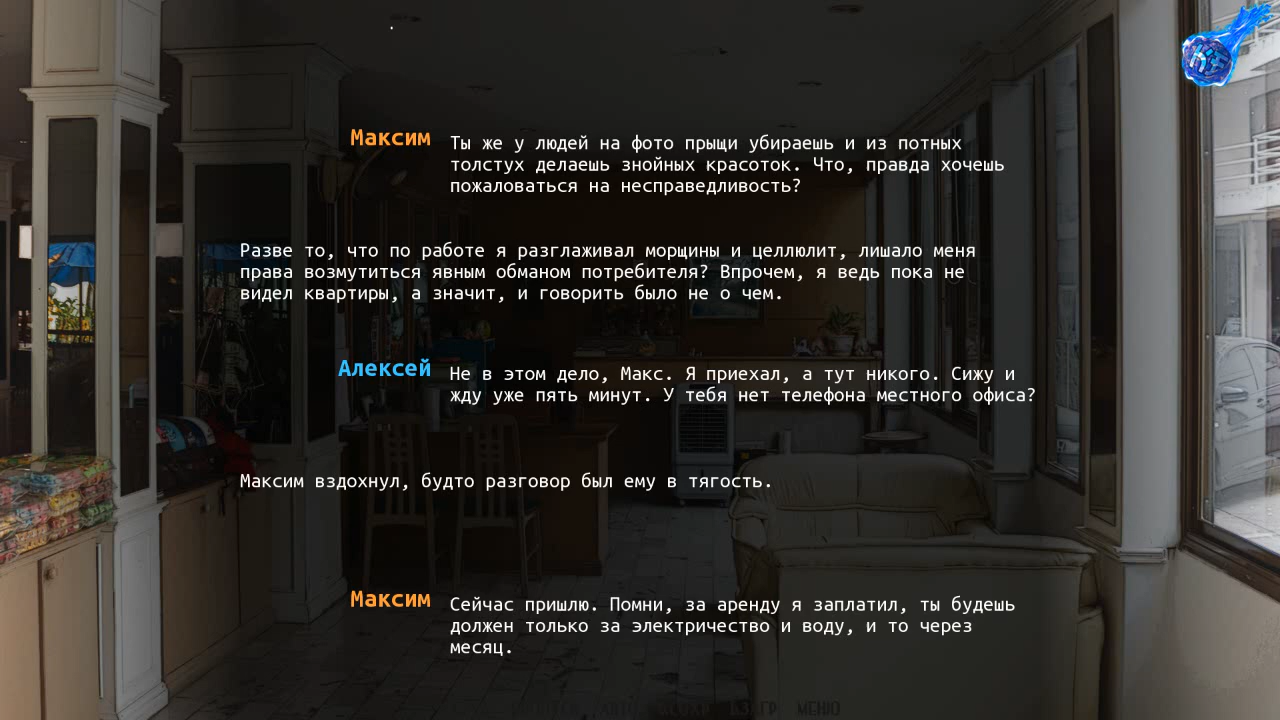 Максим
Ты же у людей на фото прыщи убираешь и из потных
толстух делаешь знойных красоток. Что, правда хочешь
пожаловаться на несправедливость?
Разве то, что по работе я разглаживал морщины и целлюлит, лишало меня
права возмутиться явным обманом потребителя? Впрочем, я ведь пока не
видел квартиры, а значит, и говорить было не о чем.
Алексей
Не в этом дело, Макс. Я приехал, а тут никого. Сижу и
жду уже пять минут. У тебя нет телефона местного офиса?
Максим вздохнул, будто разговор был ему в тягость.
Максим
Сейчас пришлю. Помни, за аренду я заплатил, ты будешь
должен только за электричество и воду, и то через
месяц.
МЕНЮ